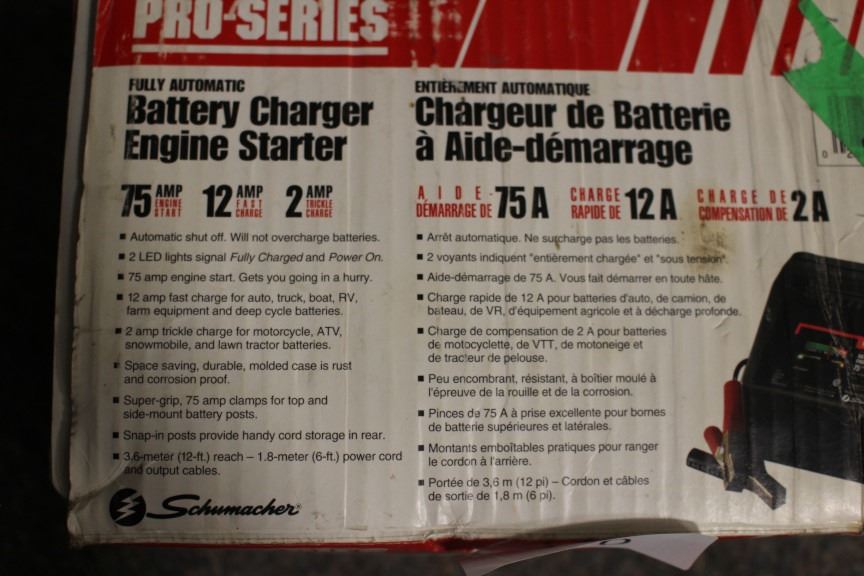 PRO-SERIES
FULLY AUTOMATIC
Battery Charger
Engine Starter
75 AMP ENGINE START 12 AMP FAST CHARGE 2 AMP TRICKLE CHARGE
■ Automatic shut off. Will not overcharge batteries.
■ 2 LED lights signal Fully Charged and Power On.
■ 75 amp engine start. Gets you going in a hurry.
■ 12 amp fast charge for auto, truck, boat, RV,
farm equipment and deep cycle batteries.
■ 2 amp trickle charge for motorcycle, ATV,
snowmobile, and lawn tractor batteries.
■ Space saving, durable, molded case is rust
and corrosion proof.
■ Super-grip, 75 amp clamps for top and
side-mount battery posts.
■ Snap-in posts provide handy cord storage in rear.
■ 3.6-meter (12-ft.) reach – 1.8-meter (6-ft.) power cord
and output cables.
Schumacher®
ENTIÈREMENT AUTOMATIQUE
Chargeur de Batterie
à Aide-démarrage
AIDE-DÉMARRAGE DE 75 A CHARGE RAPIDE DE 12 A CHARGE DE COMPENSATION DE 2 A
■ Arrêt automatique. Ne surcharge pas les batteries.
■ 2 voyants indiquent "entièrement chargée" et "sous tension".
■ Aide-démarrage de 75 A. Vous fait démarrer en toute hâte.
■ Charge rapide de 12 A pour batteries d'auto, de camion, de
bateau, de VR, d'équipement agricole et à décharge profonde.
■ Charge de compensation de 2 A pour batteries
de motocyclette, de VTT, de motoneige et
de tracteur de pelouse.
■ Peu encombrant, résistant, à boîtier moulé à
l'épreuve de la rouille et de la corrosion.
■ Pinces de 75 A à prise excellente pour bornes
de batterie supérieures et latérales.
■ Montants emboîtables pratiques pour ranger
le cordon à l'arrière.
■ Portée de 3,6 m (12 pi) – Cordon et câbles
de sortie de 1,8 m (6 pi).
0